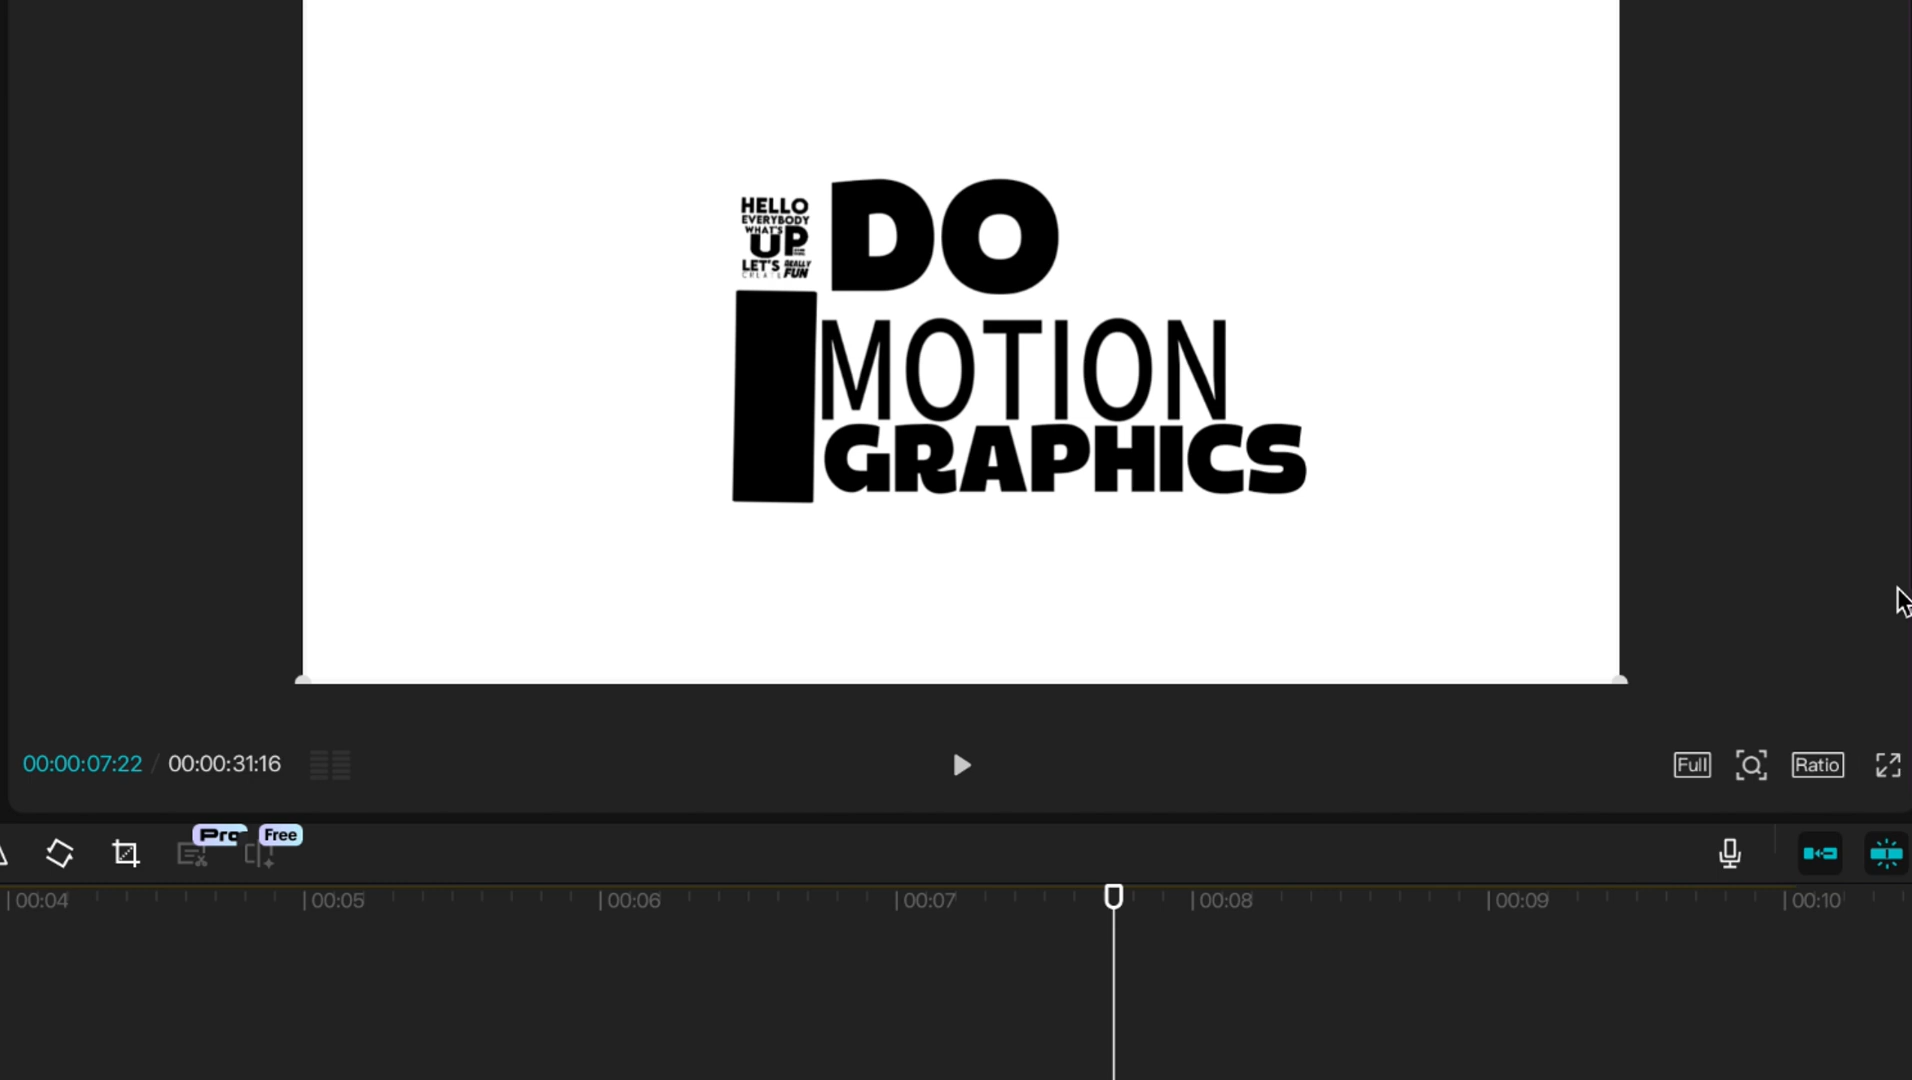 HELLO
EVERYBODY
WHAT'S
UP
LET'S REALLY
CREATE FUN
I DO
MOTION
GRAPHICS
00:00:07:22 / 00:00:31:16
Full
Ratio
Pro
Free
00:04 00:05 00:06 00:07 00:08 00:09 00:10